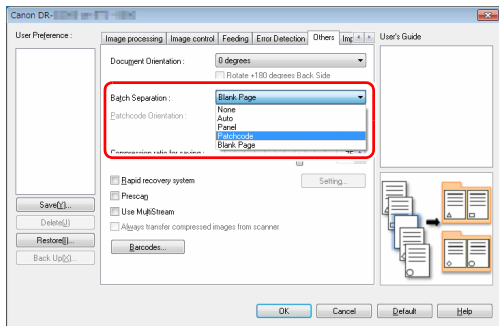 Canon DR-
User Preference :
Image processing
Image control
Feeding
Error Detection
Others
User's Guide
Document Orientation :
0 degrees
Rotate +180 degrees Back Side
Batch Separation :
Blank Page
Patchcode Orientation :
None
Auto
Panel
Patchcode
Blank Page
Compression ratio for saving :
Rapid recovery system
Setting...
Prescan
Use MultiStream
Always transfer compressed images from scanner
Barcodes...
Save(Y)...
Delete(J)
Restore(I)...
Back Up(X)...
OK
Cancel
Default
Help